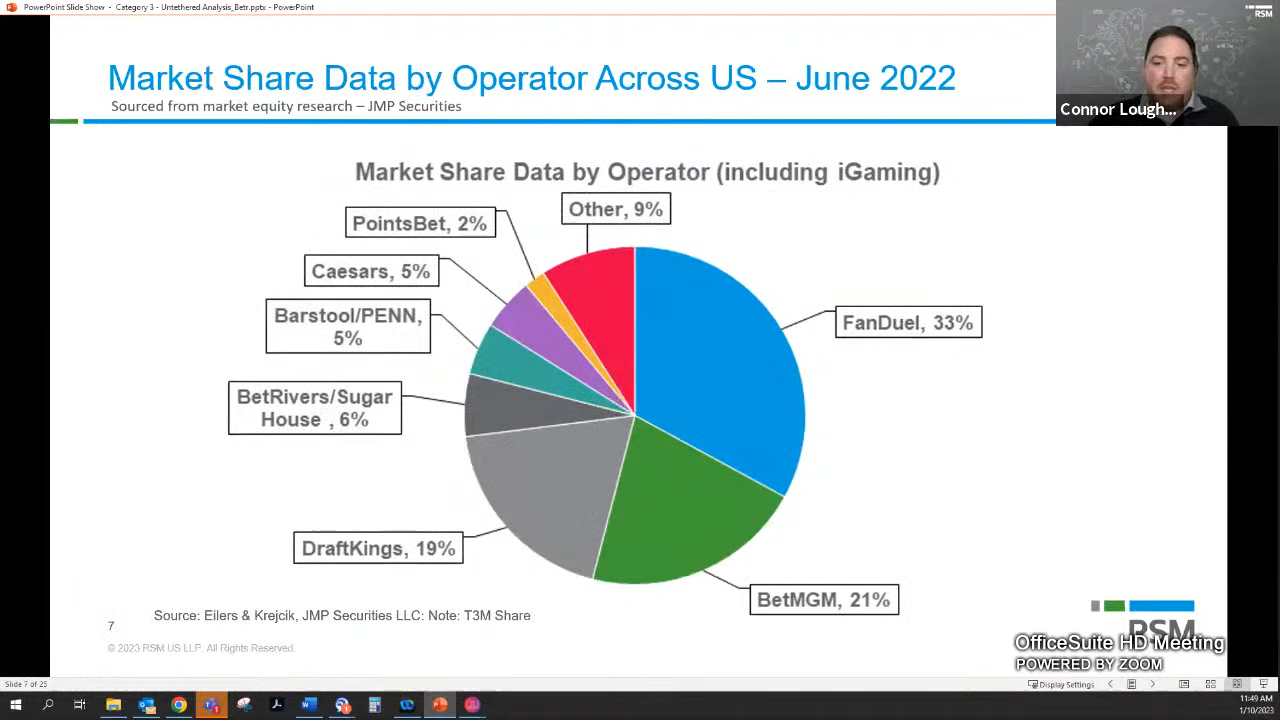 PowerPoint Slide Show - Category 3 - Untethered Analysis_Betr.pptx - PowerPoint
RSM
Connor Lough...
Market Share Data by Operator Across US – June 2022
Sourced from market equity research – JMP Securities
Market Share Data by Operator (including iGaming)
Other, 9%
PointsBet, 2%
Caesars, 5%
Barstool/PENN,
5%
FanDuel, 33%
BetRivers/Sugar
House , 6%
DraftKings, 19%
BetMGM, 21%
Source: Eilers & Krejcik, JMP Securities LLC: Note: T3M Share
7
© 2023 RSM US LLP. All Rights Reserved.
RSM
OfficeSuite HD Meeting
POWERED BY ZOOM
Slide 7 of 25
Display Settings
11:49 AM
1/10/2023